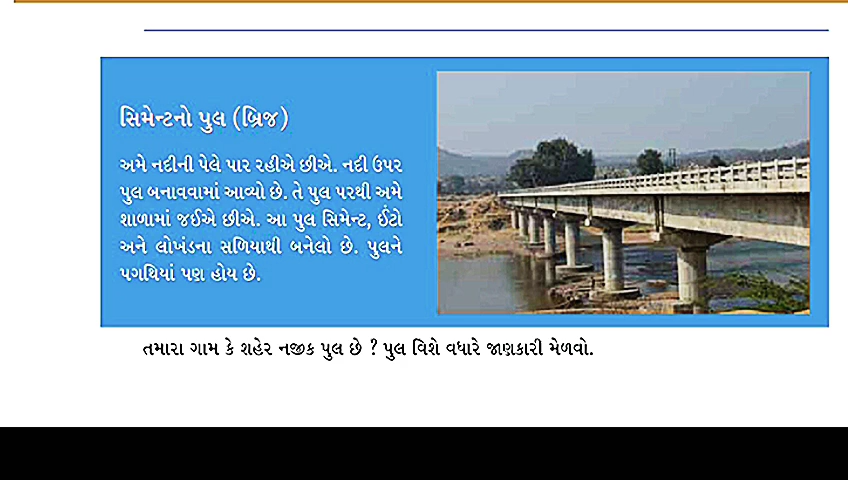 સિમેન્ટનો પુલ (બ્રિજ)
અમે નદીની પેલે પાર રહીએ છીએ. નદી ઉપર
પુલ બનાવવામાં આવ્યો છે. તે પુલ પરથી અમે
શાળામાં જઈએ છીએ. આ પુલ સિમેન્ટ, ઈંટો
અને લોખંડના સળિયાથી બનેલો છે. પુલને
પગથિયાં પણ હોય છે.
તમારા ગામ કે શહેર નજીક પુલ છે ? પુલ વિશે વધારે જાણકારી મેળવો.